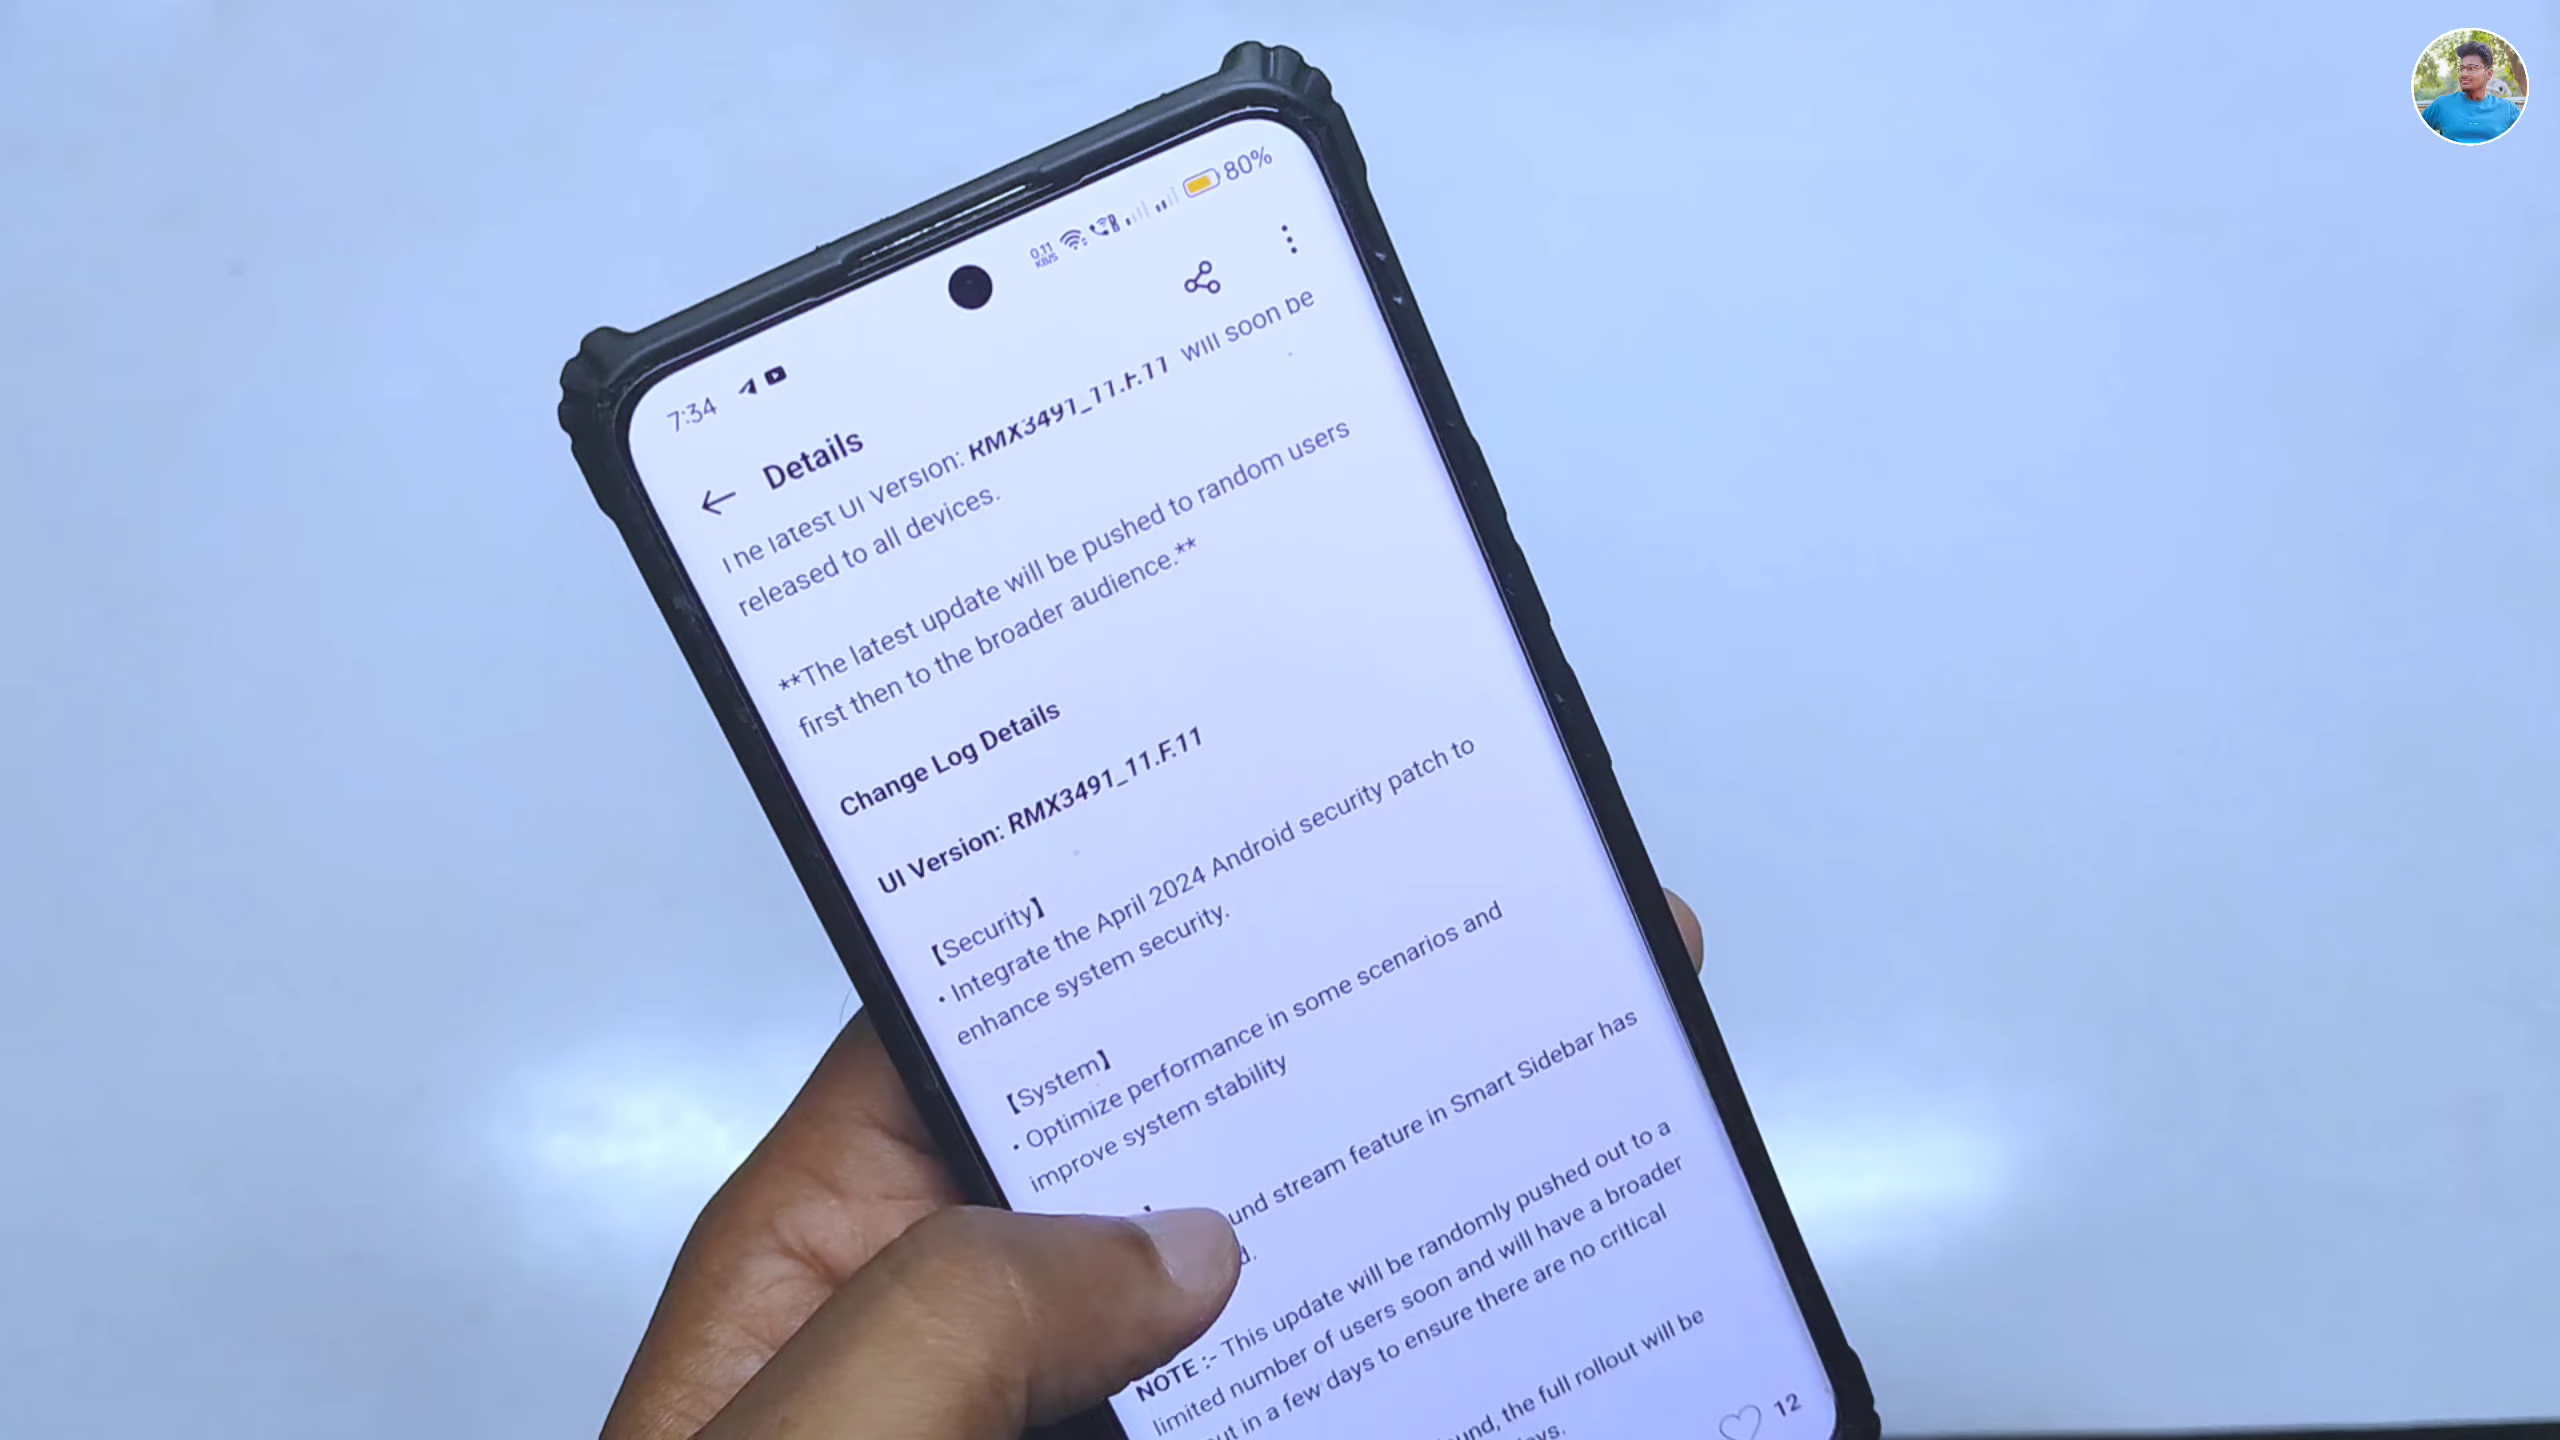 7:34
0.11
KB/S
80%
Details
The latest UI Version: RMX3491_11.F.11 will soon be
released to all devices.
**The latest update will be pushed to random users
first then to the broader audience.**
Change Log Details
UI Version: RMX3491_11.F.11
【Security】
• Integrate the April 2024 Android security patch to
enhance system security.
【System】
• Optimize performance in some scenarios and
improve system stability
】
und stream feature in Smart Sidebar has
d.
NOTE :- This update will be randomly pushed out to a
limited number of users soon and will have a broader
in a few days to ensure there are no critical
the full rollout will be
12